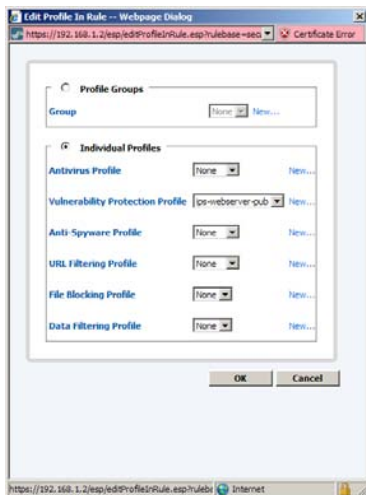 Edit Profile In Rule -- Webpage Dialog
https://192.168.1.2/esp/editProfileInRule.esp?rulebase=sec Certificate Error
Profile Groups
Group None New...
Individual Profiles
Antivirus Profile None New...
Vulnerability Protection Profile ips-webserver-pub New...
Anti-Spyware Profile None New...
URL Filtering Profile None New...
File Blocking Profile None New...
Data Filtering Profile None New...
OK Cancel
https://192.168.1.2/esp/editProfileInRule.esp?ruleb Internet